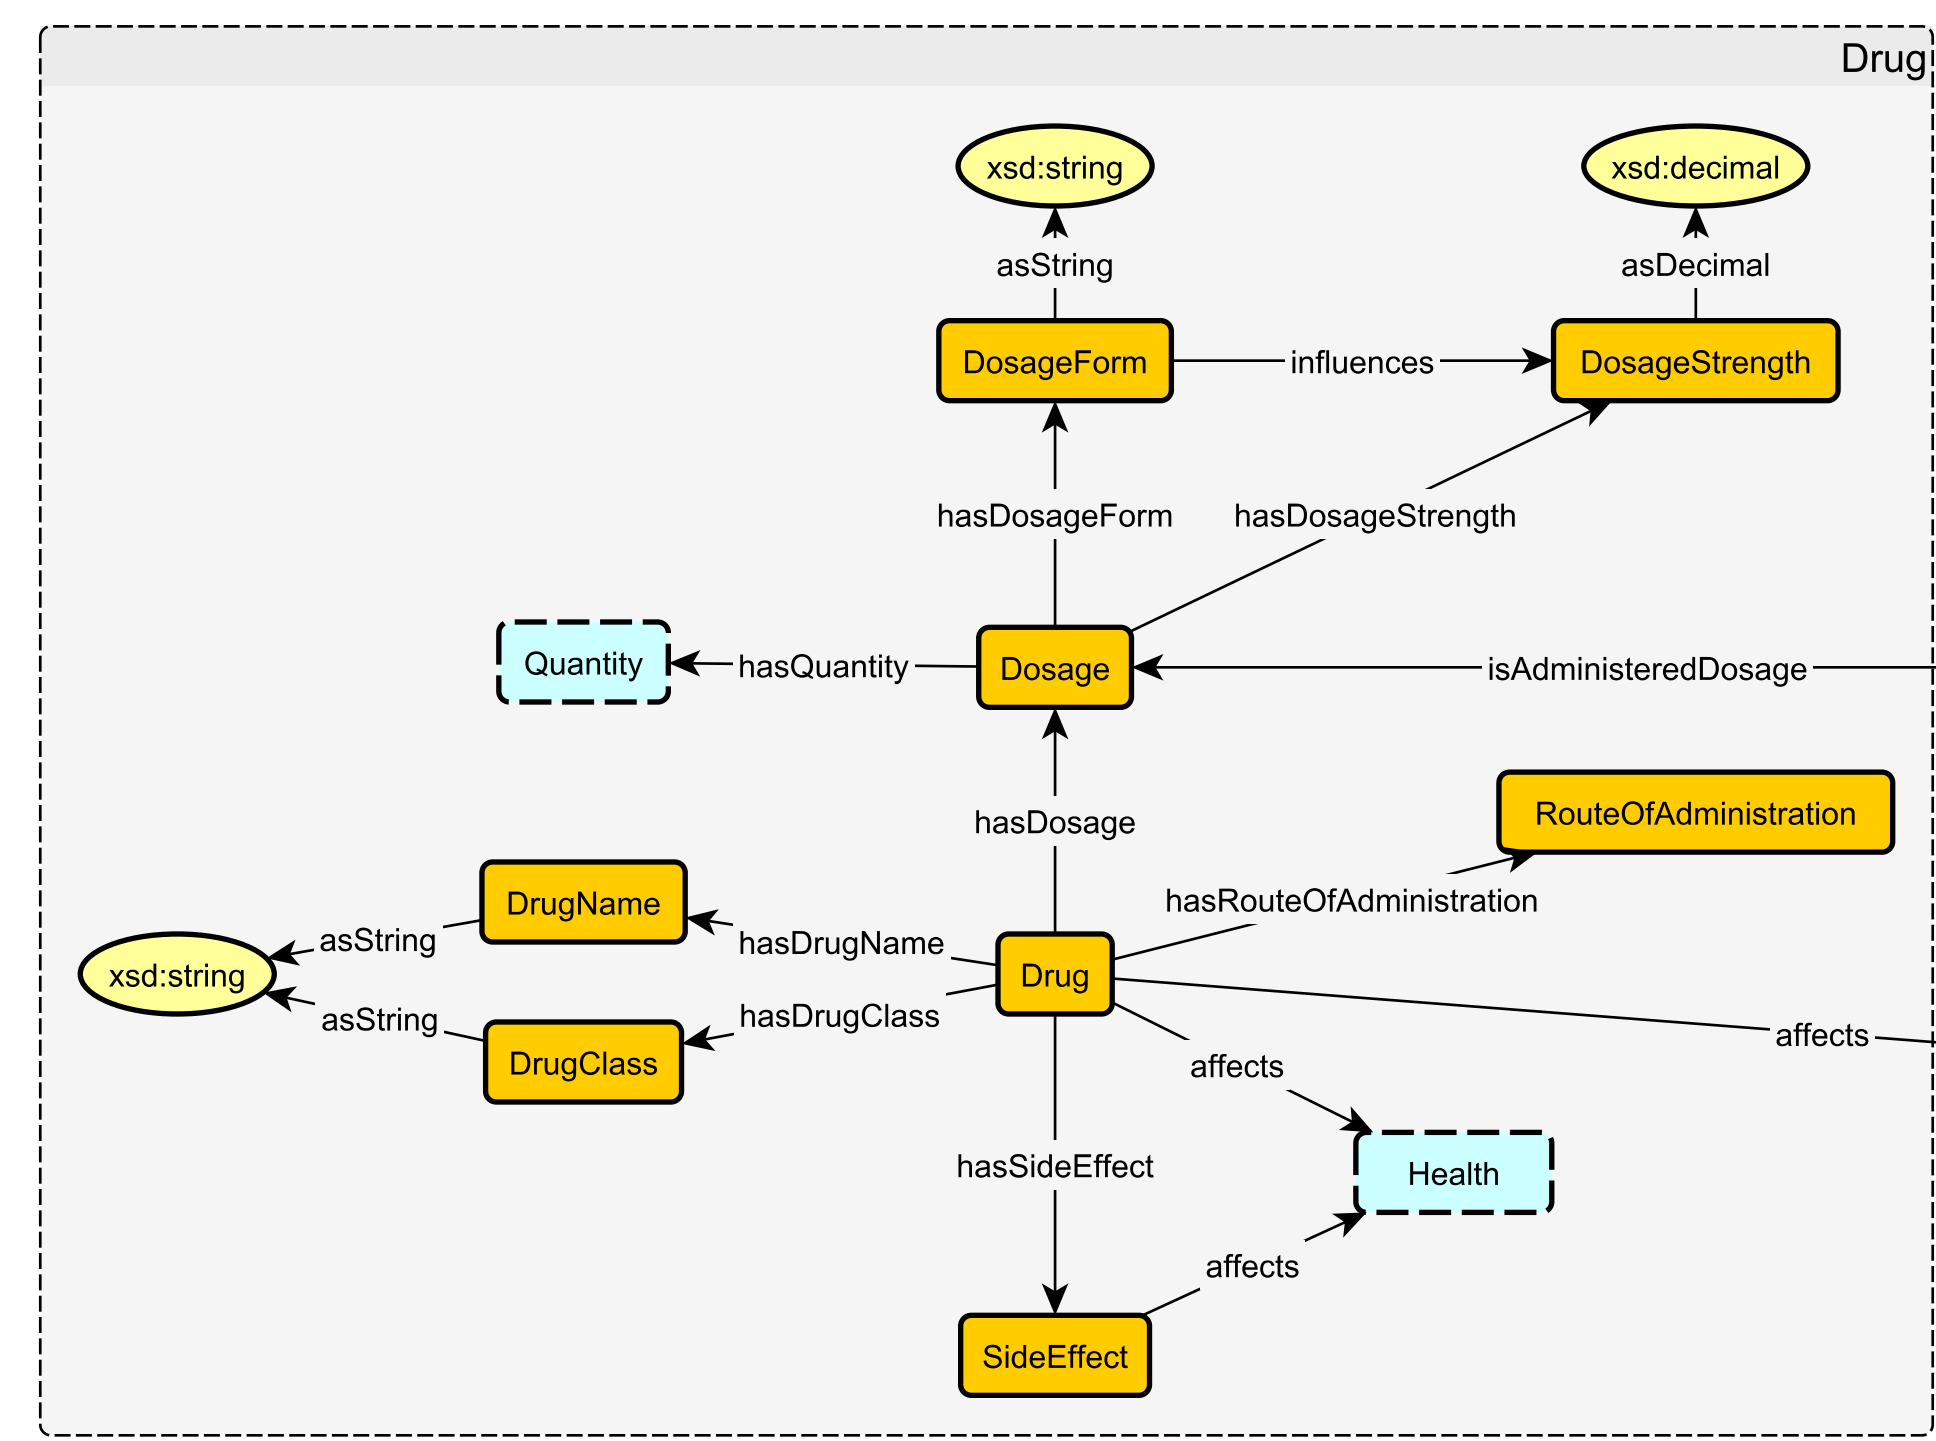 Drug
xsd:string
xsd:decimal
asString
asDecimal
DosageForm
influences
DosageStrength
hasDosageForm
hasDosageStrength
Quantity
hasQuantity
Dosage
isAdministeredDosage
hasDosage
RouteOfAdministration
DrugName
hasRouteOfAdministration
asString
hasDrugName
xsd:string
Drug
asString
hasDrugClass
affects
DrugClass
affects
hasSideEffect
Health
affects
SideEffect